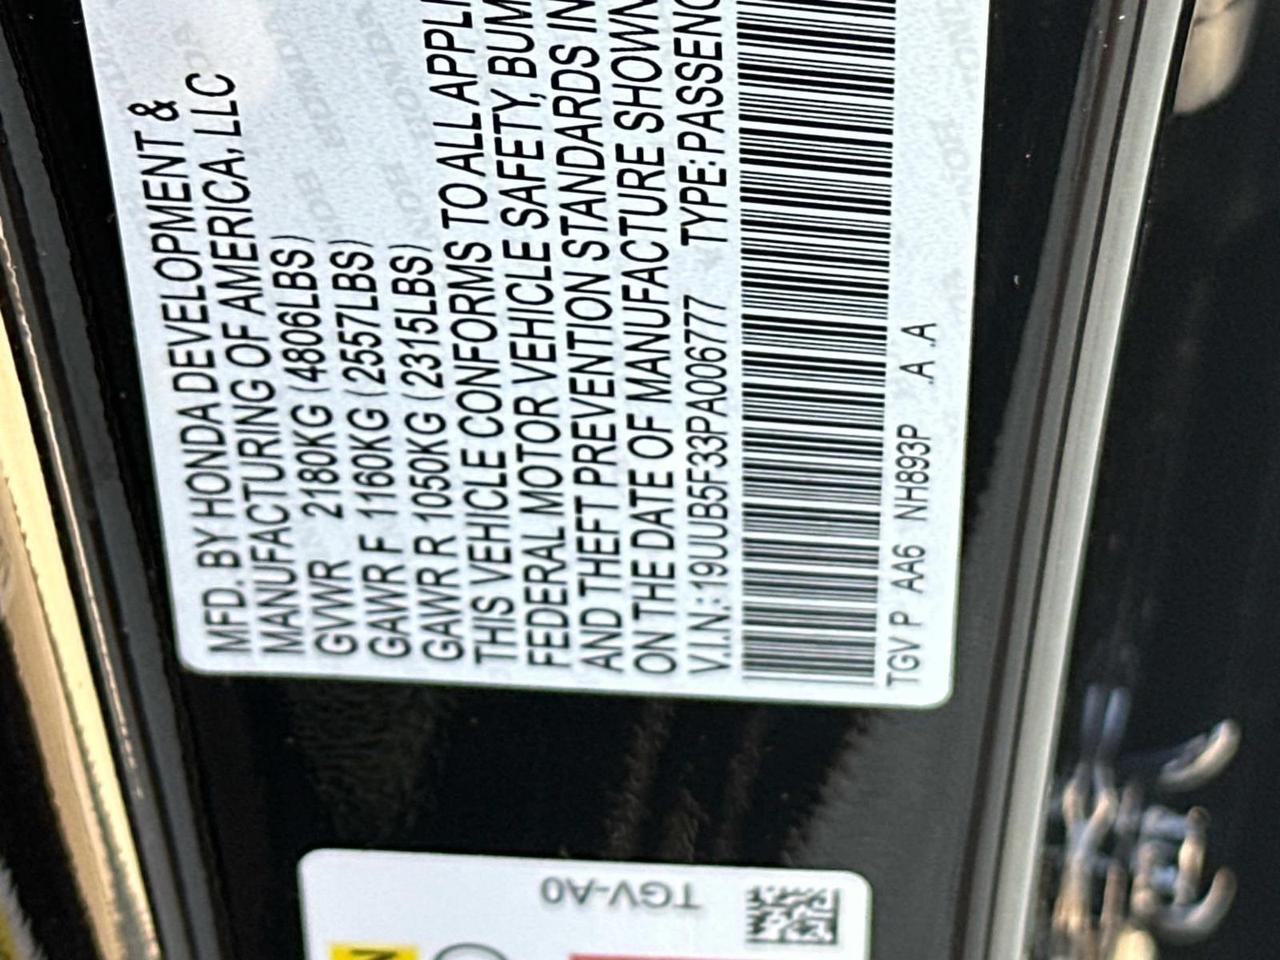 MFD. BY HONDA DEVELOPMENT &
MANUFACTURING OF AMERICA, LLC
GVWR 2180KG (4806LBS)
GAWR F 1160KG (2557LBS)
GAWR R 1050KG (2315LBS)
THIS VEHICLE CONFORMS TO ALL APPLI
FEDERAL MOTOR VEHICLE SAFETY, BUM
AND THEFT PREVENTION STANDARDS IN
ON THE DATE OF MANUFACTURE SHOWN
V.I.N.: 19UUB5F33PA006777 TYPE: PASSENG
TGV P AA6 NH893P .A .A
TGV-A0
N